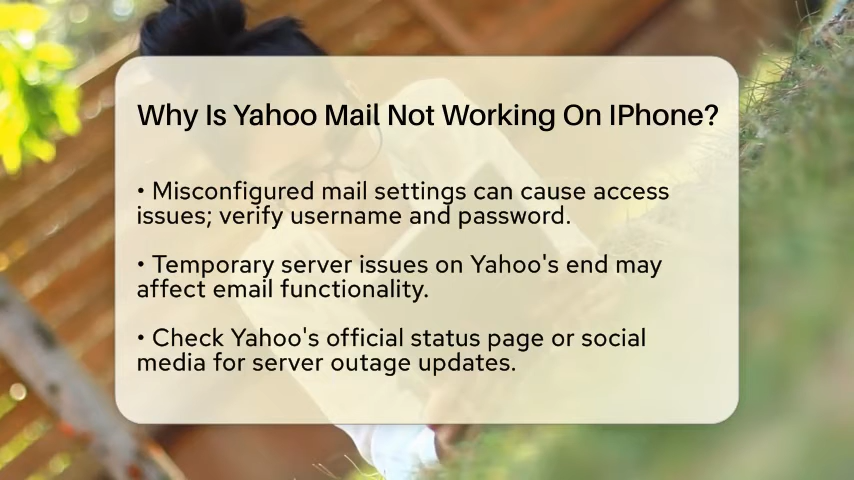 Why Is Yahoo Mail Not Working On IPhone?
• Misconfigured mail settings can cause access
issues; verify username and password.
• Temporary server issues on Yahoo's end may
affect email functionality.
• Check Yahoo's official status page or social
media for server outage updates.